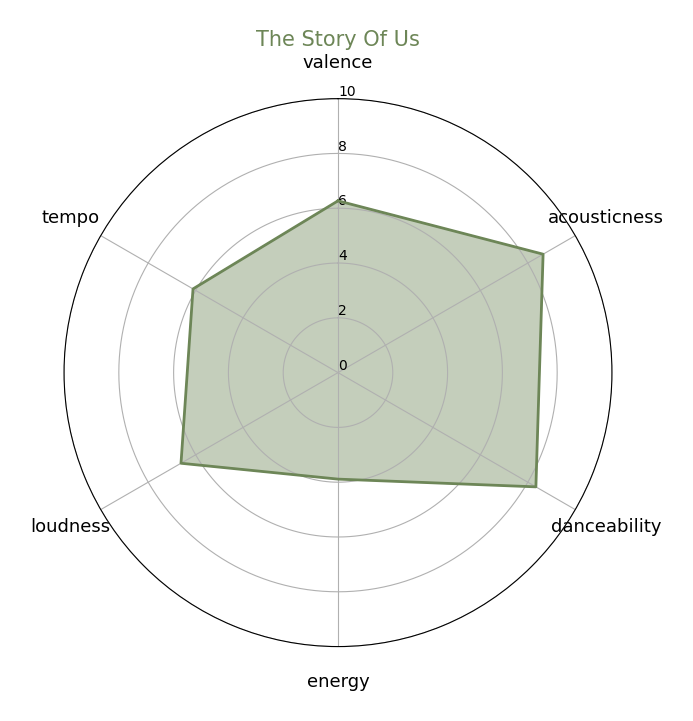 The Story Of Us
valence
10
8
6
4
2
0
tempo
acousticness
loudness
danceability
energy